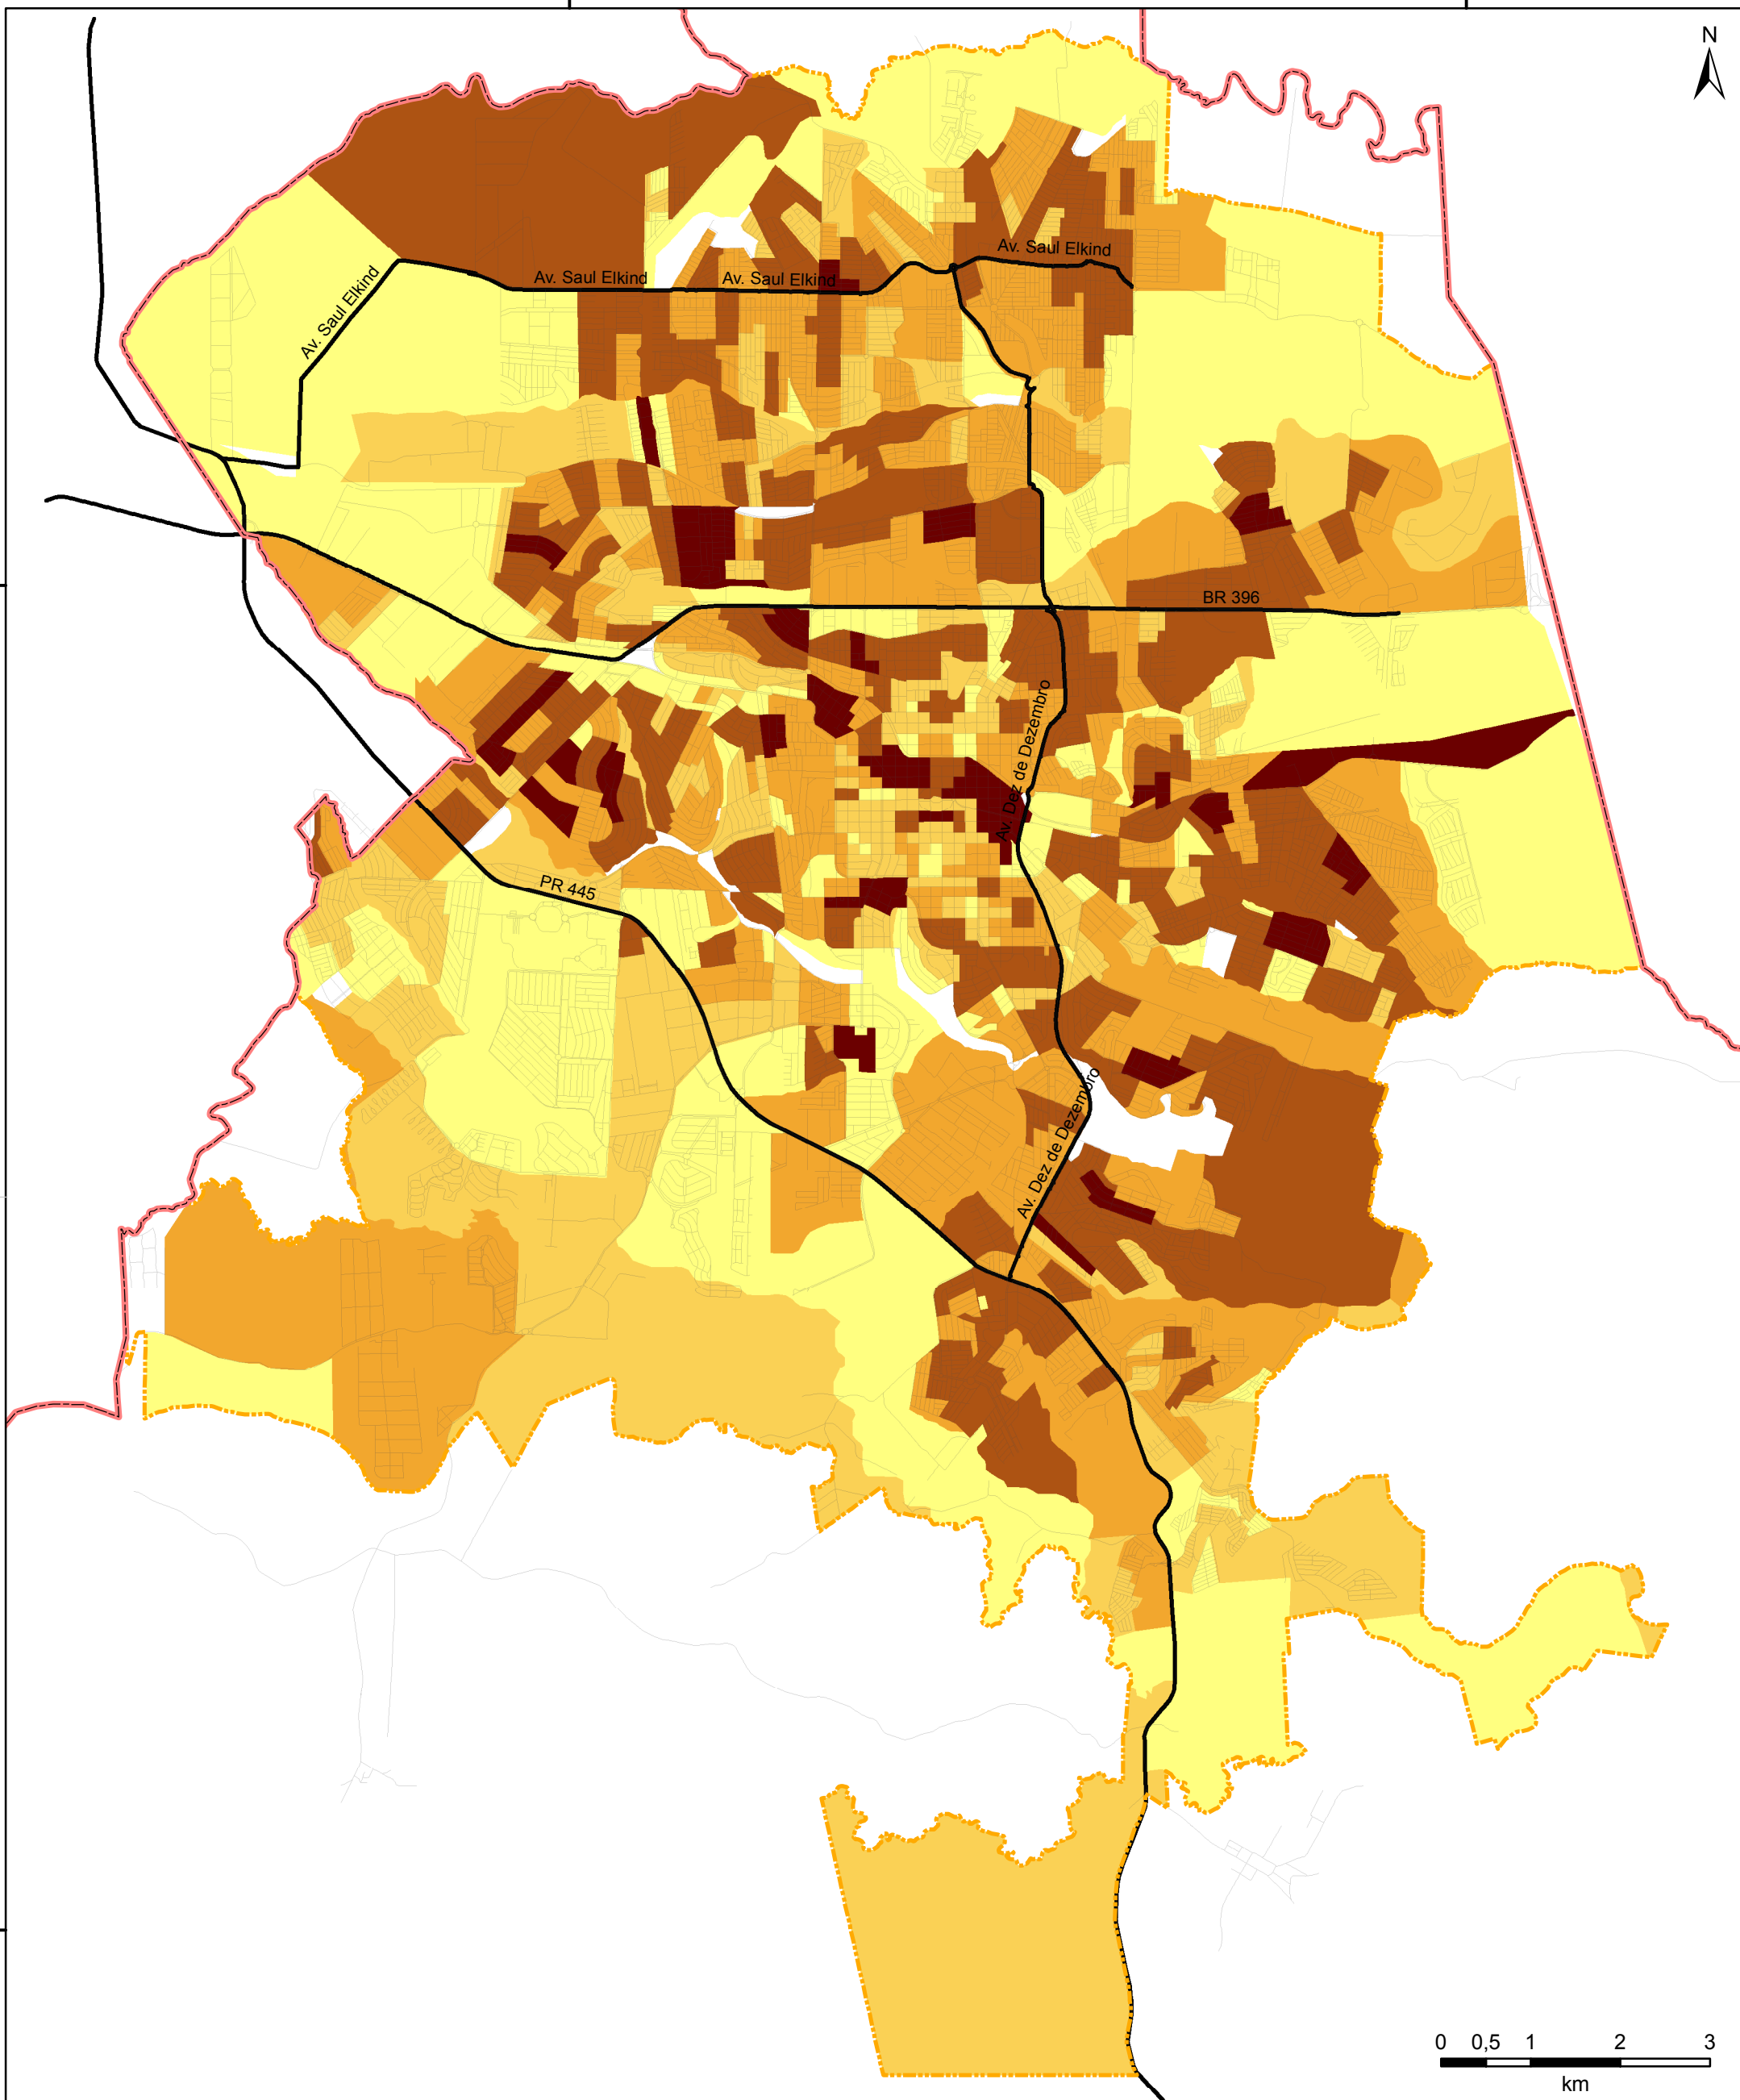 N
Av. Saul Elkind
Av. Saul Elkind
Av. Saul Elkind
Av. Saul Elkind
BR 396
Av. Dez de Dezembro
PR 445
Av. Dez de Dezembro
0 0,5 1 2 3
km